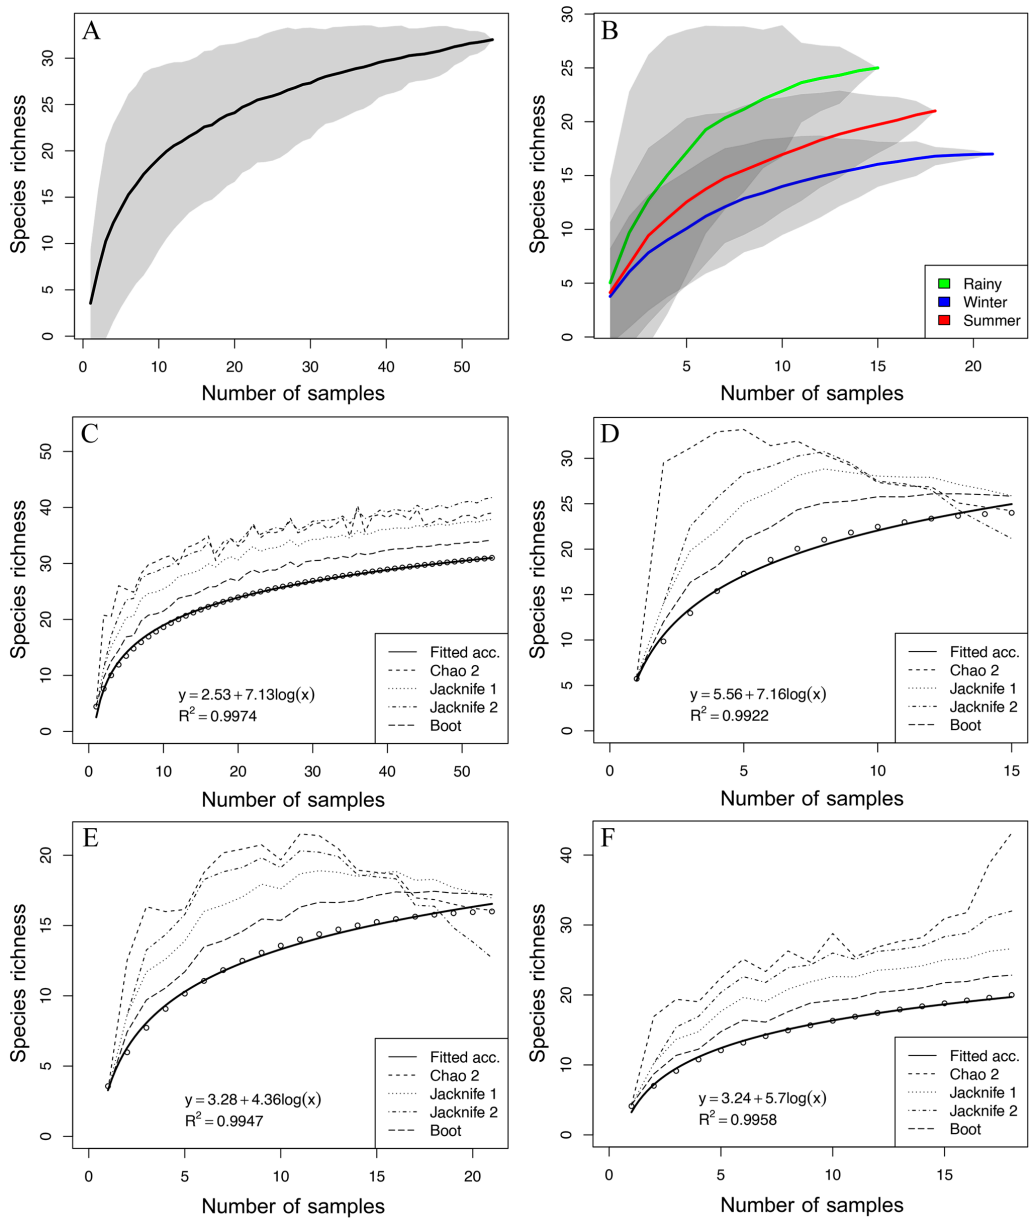 A
Species richness
0 5 10 15 20 25 30
0 10 20 30 40 50
Number of samples
B
Species richness
0 5 10 15 20 25 30
5 10 15 20
Number of samples
Rainy
Winter
Summer
C
Species richness
0 10 20 30 40 50
0 10 20 30 40 50
Number of samples
y = 2.53 + 7.13log(x)
R² = 0.9974
Fitted acc.
Chao 2
Jacknife 1
Jacknife 2
Boot
D
Species richness
0 5 10 15 20 25 30
0 5 10 15
Number of samples
y = 5.56 + 7.16log(x)
R² = 0.9922
Fitted acc.
Chao 2
Jacknife 1
Jacknife 2
Boot
E
Species richness
0 5 10 15 20
0 5 10 15 20
Number of samples
y = 3.28 + 4.36log(x)
R² = 0.9947
Fitted acc.
Chao 2
Jacknife 1
Jacknife 2
Boot
F
Species richness
0 10 20 30 40
0 5 10 15
Number of samples
y = 3.24 + 5.7log(x)
R² = 0.9958
Fitted acc.
Chao 2
Jacknife 1
Jacknife 2
Boot